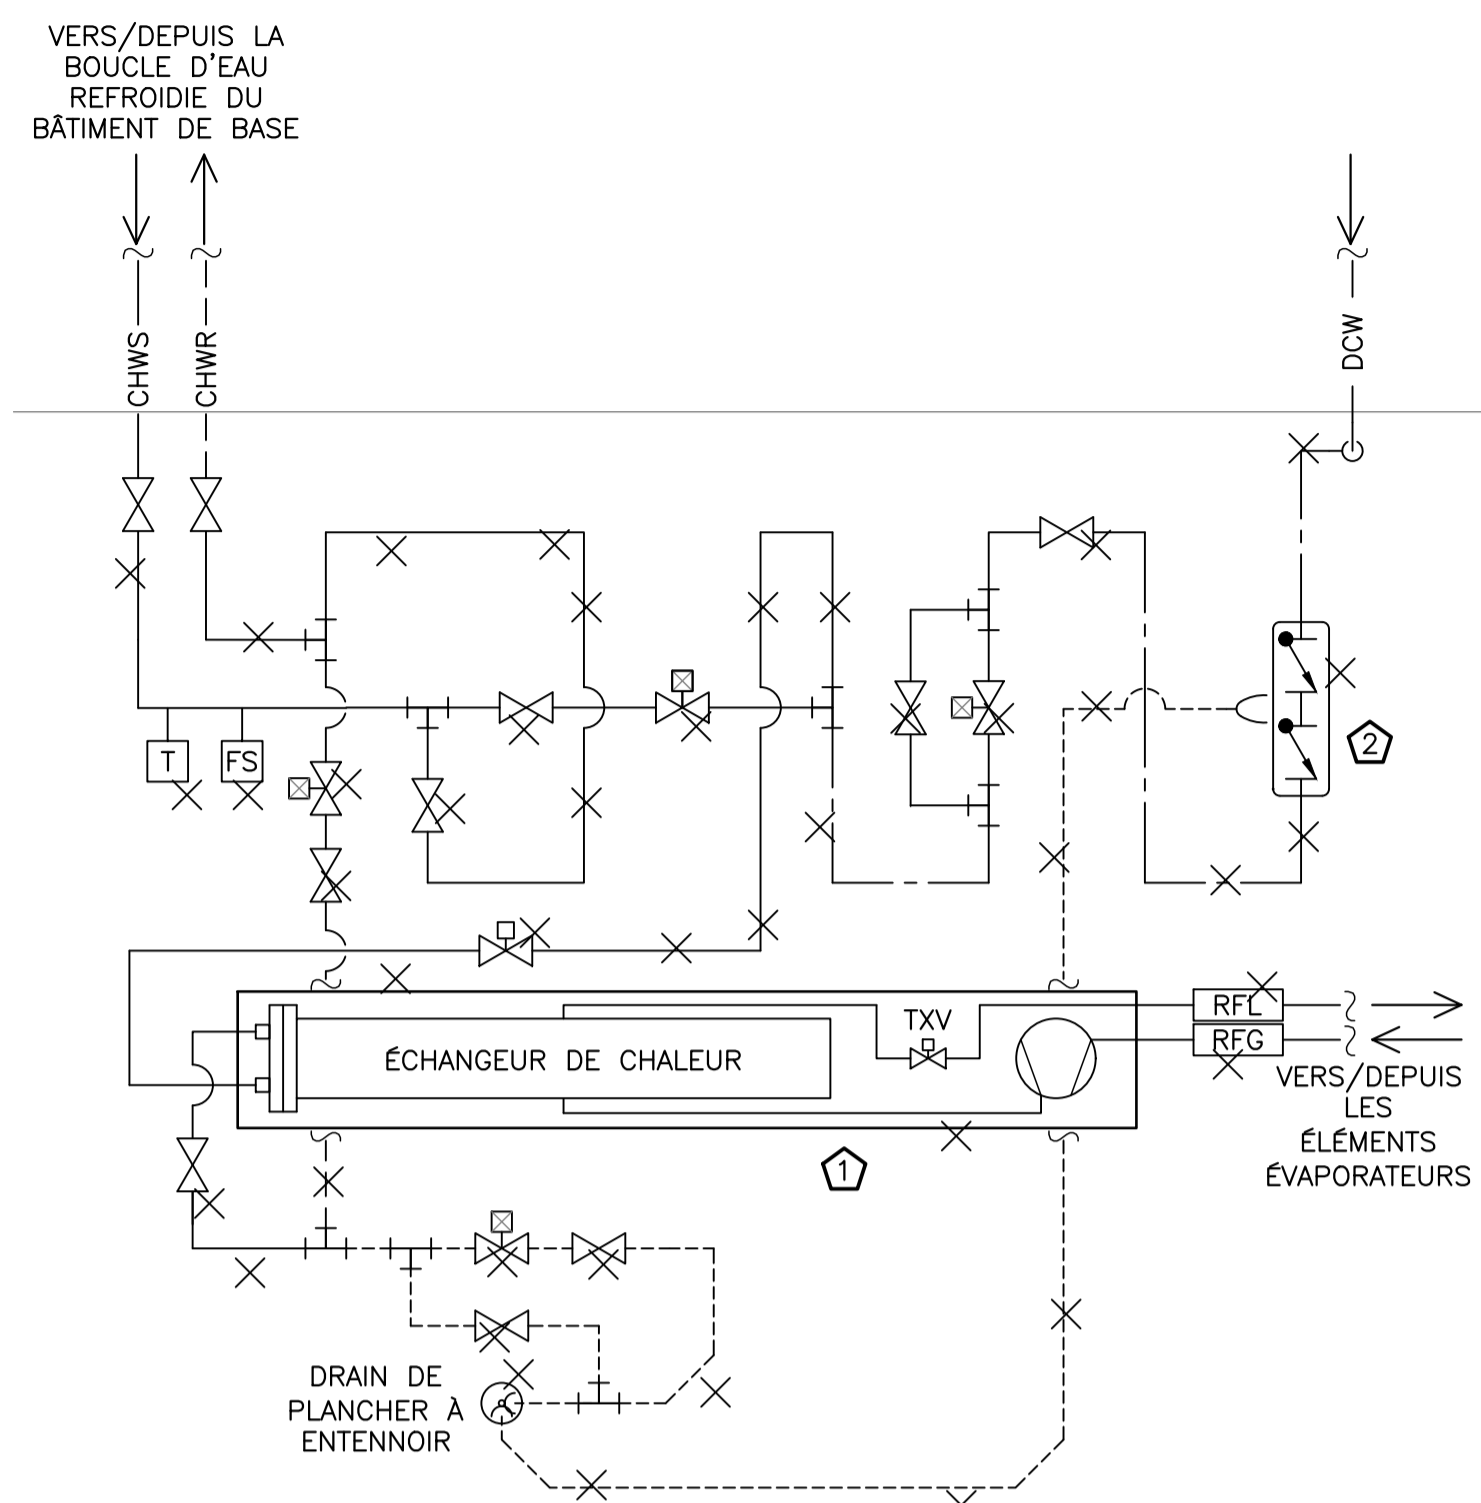 VERS/DEPUIS LA
BOUCLE D'EAU
REFROIDIE DU
BÂTIMENT DE BASE
CHWS
CHWR
DCW
T
FS
2
TXV
RFL
ÉCHANGEUR DE CHALEUR
RFG
VERS/DEPUIS
LES
ÉLÉMENTS
ÉVAPORATEURS
1
DRAIN DE
PLANCHER À
ENTENNOIR